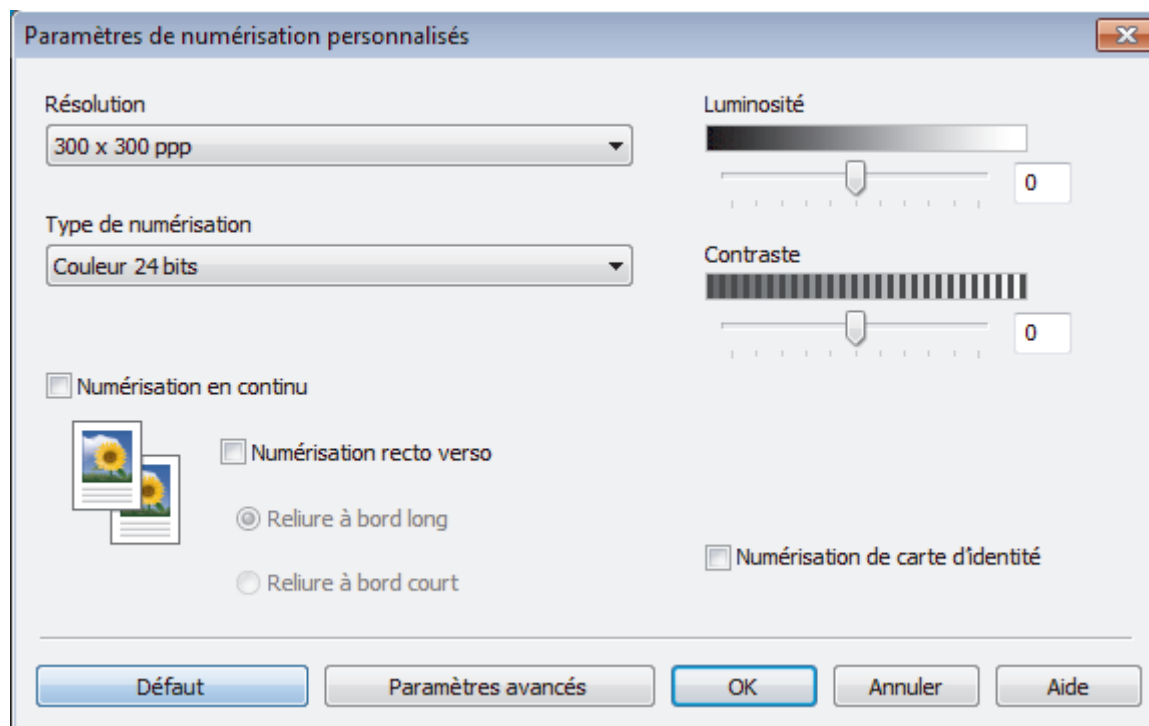 Paramètres de numérisation personnalisés
Résolution
300 x 300 ppp
Type de numérisation
Couleur 24 bits
Luminosité
0
Contraste
0
Numérisation en continu
Numérisation recto verso
Reliure à bord long
Reliure à bord court
Numérisation de carte d'identité
Défaut
Paramètres avancés
OK
Annuler
Aide